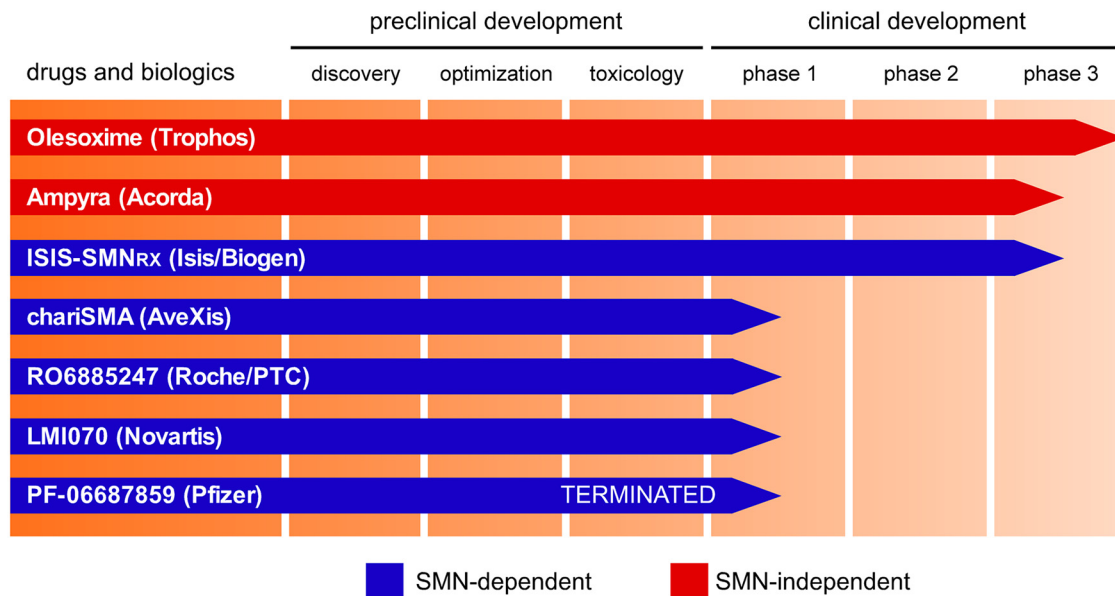 preclinical development clinical development
drugs and biologics discovery optimization toxicology phase 1 phase 2 phase 3
Olesoxime (Trophos)
Ampyra (Acorda)
ISIS-SMNRX (Isis/Biogen)
chariSMA (AveXis)
RO6885247 (Roche/PTC)
LMI070 (Novartis)
PF-06687859 (Pfizer) TERMINATED
SMN-dependent SMN-independent